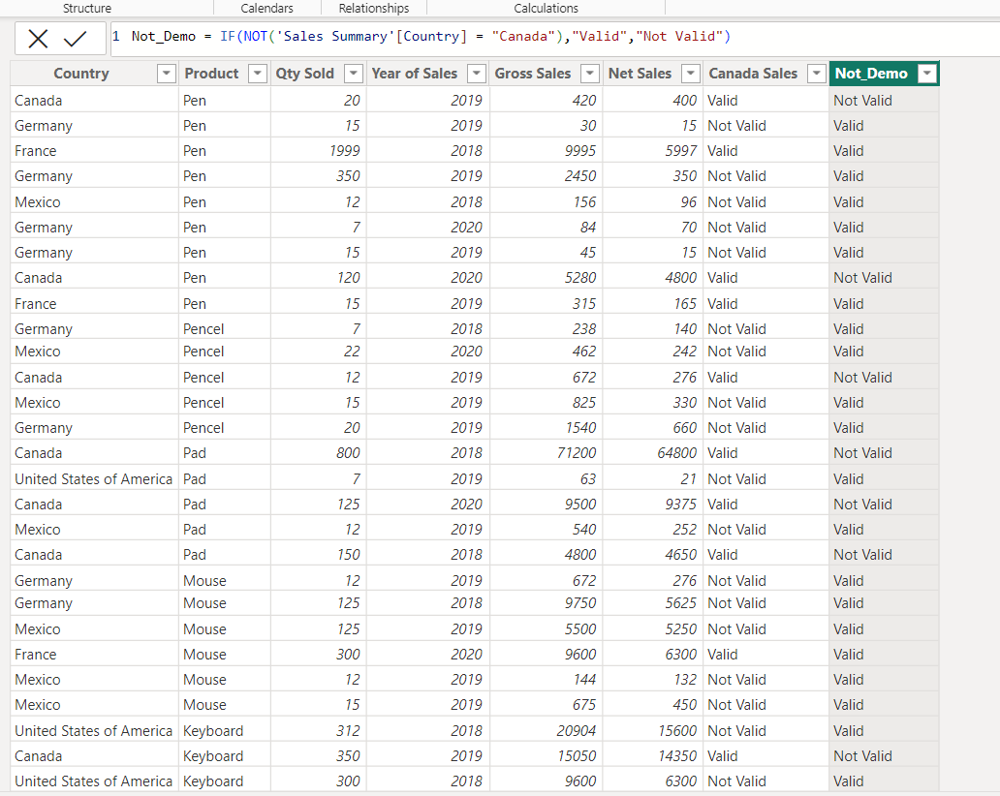 Structure Calendars Relationships Calculations
1 Not_Demo = IF(NOT('Sales Summary'[Country] = "Canada"),"Valid","Not Valid")
Country Product Qty Sold Year of Sales Gross Sales Net Sales Canada Sales Not_Demo
Canada Pen 20 2019 420 400 Valid Not Valid
Germany Pen 15 2019 30 15 Not Valid Valid
France Pen 1999 2018 9995 5997 Valid Valid
Germany Pen 350 2019 2450 350 Not Valid Valid
Mexico Pen 12 2018 156 96 Not Valid Valid
Germany Pen 7 2020 84 70 Not Valid Valid
Germany Pen 15 2019 45 15 Not Valid Valid
Canada Pen 120 2020 5280 4800 Valid Not Valid
France Pen 15 2019 315 165 Valid Valid
Germany Pencel 7 2018 238 140 Not Valid Valid
Mexico Pencel 22 2020 462 242 Not Valid Valid
Canada Pencel 12 2019 672 276 Valid Not Valid
Mexico Pencel 15 2019 825 330 Not Valid Valid
Germany Pencel 20 2019 1540 660 Not Valid Valid
Canada Pad 800 2018 71200 64800 Valid Not Valid
United States of America Pad 7 2019 63 21 Not Valid Valid
Canada Pad 125 2020 9500 9375 Valid Not Valid
Mexico Pad 12 2019 540 252 Not Valid Valid
Canada Pad 150 2018 4800 4650 Valid Not Valid
Germany Mouse 12 2019 672 276 Not Valid Valid
Germany Mouse 125 2018 9750 5625 Not Valid Valid
Mexico Mouse 125 2019 5500 5250 Not Valid Valid
France Mouse 300 2020 9600 6300 Valid Valid
Mexico Mouse 12 2019 144 132 Not Valid Valid
Mexico Mouse 15 2019 675 450 Not Valid Valid
United States of America Keyboard 312 2018 20904 15600 Not Valid Valid
Canada Keyboard 350 2019 15050 14350 Valid Not Valid
United States of America Keyboard 300 2018 9600 6300 Not Valid Valid